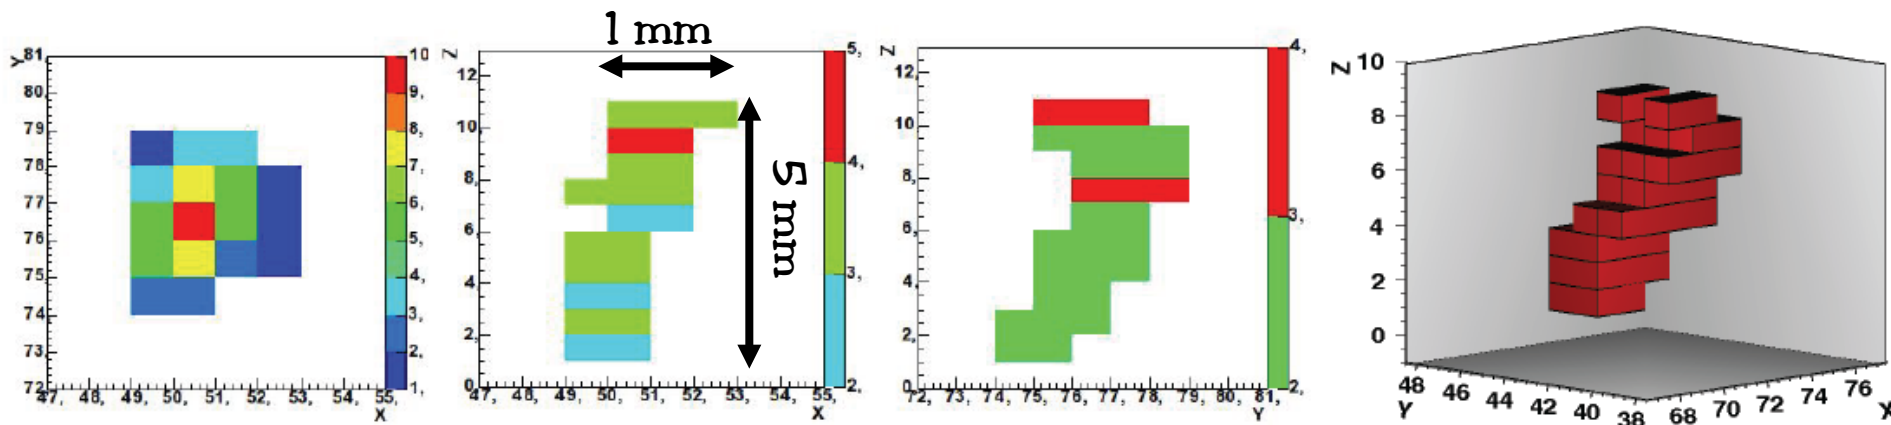 Y
81
80
79
78
77
76
75
74
73,
72
47, 48, 49, 50, 51, 52, 53, 54, 55,
X
10
9,
8,
7,
6,
5,
4,
3,
2,
1,
1 mm
5 mm
Z
12,
10,
8,
6,
4,
2,
0,
47, 48, 49, 50, 51, 52, 53, 54, 55,
X
5,
4,
3,
2,
Z
12,
10,
8,
6,
4,
2,
0,
72, 73, 74, 75, 76, 77, 78, 79, 80, 81,
Y
4,
3,
2,
Z 10
8
6
4
2
0
48 46 44 42 40 38
Y
68 70 72 74 76
X